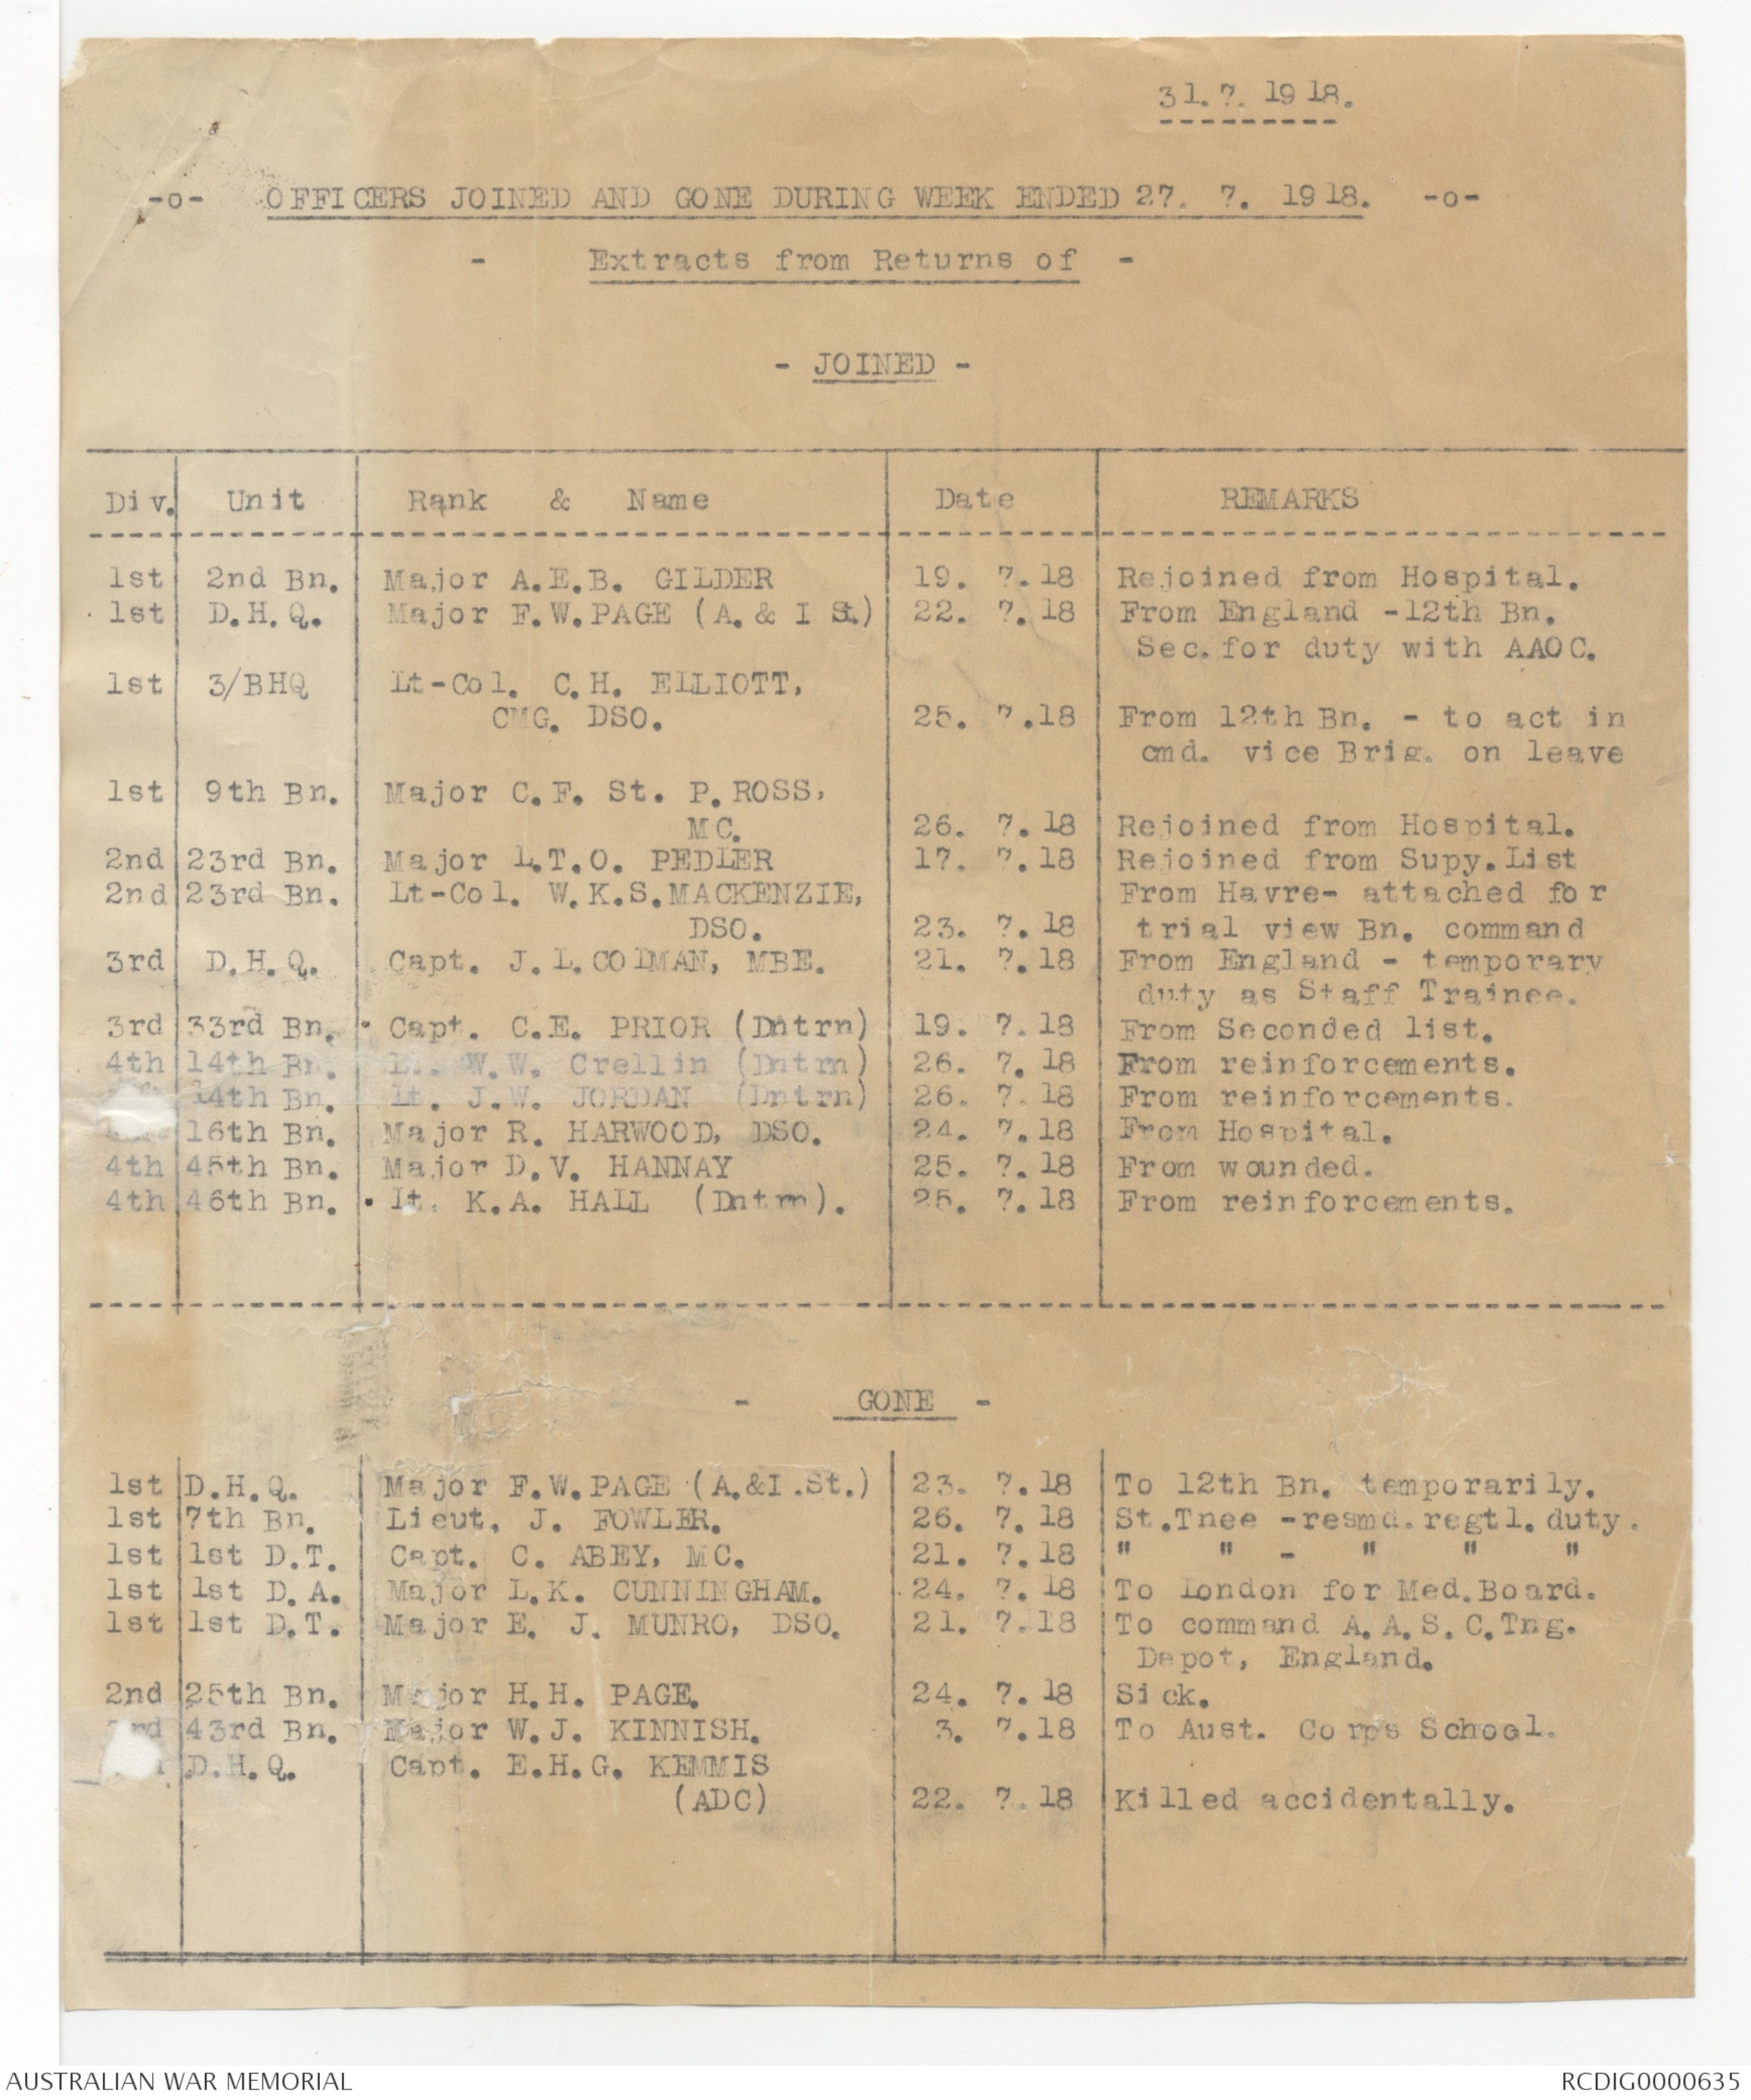 31.7.1918.
-o- OFFICERS JOINED AND GONE DURING WEEK ENDED 27. 7. 1918. -o-
- Extracts from Returns of -
- JOINED -
Div. Unit Rank & Name Date REMARKS
1st 2nd Bn. Major A.E.B. GILDER 19. 7.18 Rejoined from Hospital.
1st D.H.Q. Major F.W.PAGE (A.& I St.) 22. 7.18 From England -12th Bn.
Sec.for duty with AAOC.
1st 3/BHQ Lt-Col. C.H. ELLIOTT,
CMG. DSO. 25. 7.18 From 12th Bn. - to act in
cmd. vice Brig. on leave
1st 9th Bn. Major C.F. St. P.ROSS,
MC. 26. 7.18 Rejoined from Hospital.
2nd 23rd Bn. Major L.T.O. PEDLER 17. 7.18 Rejoined from Supy.List
2nd 23rd Bn. Lt-Col. W.K.S.MACKENZIE, From Havre- attached for
DSO. 23. 7.18 trial view Bn. command
3rd D.H.Q. Capt. J.L.COLMAN, MBE. 21. 7.18 From England - temporary
duty as Staff Trainee.
3rd 33rd Bn. Capt. C.E. PRIOR (Dntrn) 19. 7.18 From Seconded list.
4th 14th Bn. Lt. W.W. Crellin (Dntrn) 26. 7.18 From reinforcements.
14th Bn. Lt. J.W. JORDAN (Dntrn) 26. 7.18 From reinforcements.
16th Bn. Major R. HARWOOD, DSO. 24. 7.18 From Hospital.
4th 45th Bn. Major D.V. HANNAY 25. 7.18 From wounded.
4th 46th Bn. Lt. K.A. HALL (Dntrn). 25. 7.18 From reinforcements.
- GONE -
1st D.H.Q. Major F.W.PAGE (A.&I.St.) 23. 7.18 To 12th Bn. temporarily.
1st 7th Bn. Lieut. J. FOWLER. 26. 7.18 St.Tnee -resmd.regtl.duty.
1st 1st D.T. Capt. C. ABEY, MC. 21. 7.18 " " - " " "
1st 1st D.A. Major L.K. CUNNINGHAM. 24. 7.18 To London for Med.Board.
1st 1st D.T. Major E. J. MUNRO, DSO. 21. 7.18 To command A.A.S.C.Tng.
Depot, England.
2nd 25th Bn. Major H.H. PAGE. 24. 7.18 Sick.
43rd Bn. Major W.J. KINNISH. 3. 7.18 To Aust. Corps School.
D.H.Q. Capt. E.H.G. KEMMIS
(ADC) 22. 7.18 Killed accidentally.
AUSTRALIAN WAR MEMORIAL RCDIG0000635